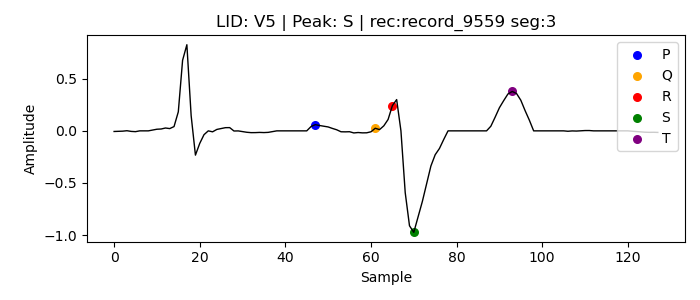 LID: V5 | Peak: S | rec:record_9559 seg:3
Amplitude
0.5
0.0
−0.5
−1.0
0 20 40 60 80 100 120
Sample
P
Q
R
S
T